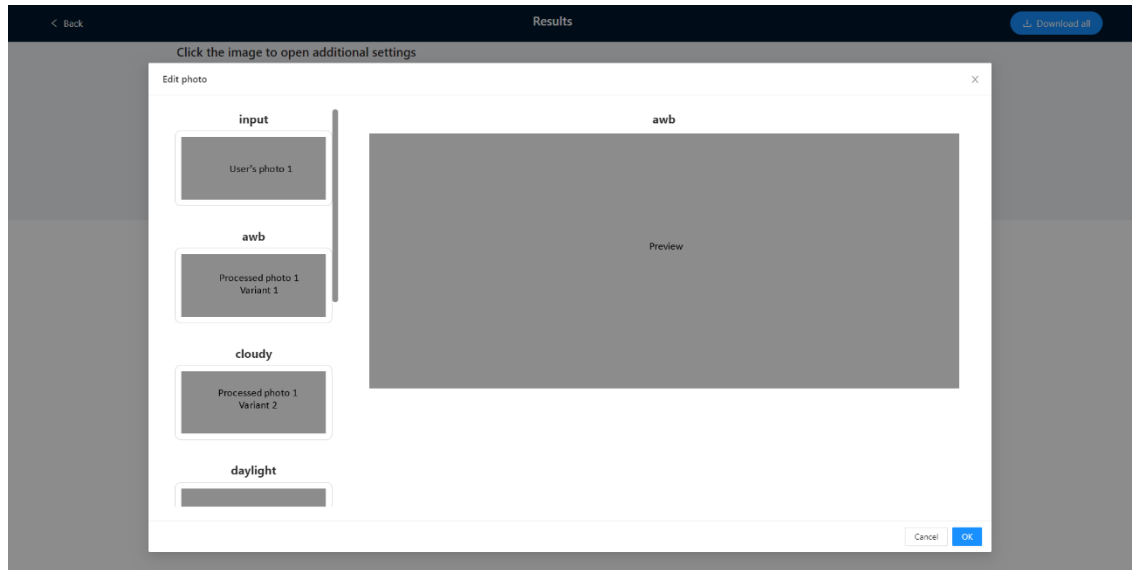 Back
Results
Download all
Click the image to open additional settings
Edit photo
input
User's photo 1
awb
Processed photo 1
Variant 1
cloudy
Processed photo 1
Variant 2
daylight
awb
Preview
Cancel
OK